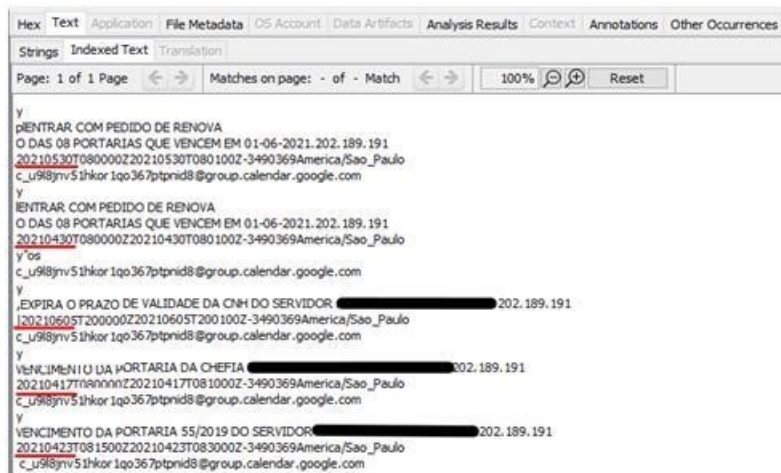 Hex Text Application File Metadata OS Account Data Artifacts Analysis Results Context Annotations Other Occurrences
Strings Indexed Text Translation
Page: 1 of 1 Page Matches on page: - of - Match 100% Reset
y
plENTRAR COM PEDIDO DE RENOVA
O DAS 08 PORTARIAS QUE VENCEM EM 01-06-2021.202.189.191
20210530T080000Z20210530T080100Z-3490369America/Sao_Paulo
c_u9l8jnv51hkor1qo367ptpnid8@group.calendar.google.com
y
lENTRAR COM PEDIDO DE RENOVA
O DAS 08 PORTARIAS QUE VENCEM EM 01-06-2021.202.189.191
20210430T080000Z20210430T080100Z-3490369America/Sao_Paulo
y"os
c_u9l8jnv51hkor1qo367ptpnid8@group.calendar.google.com
y
,EXPIRA O PRAZO DE VALIDADE DA CNH DO SERVIDOR 202.189.191
|20210605T200000Z20210605T200100Z-3490369America/Sao_Paulo
c_u9l8jnv51hkor1qo367ptpnid8@group.calendar.google.com
y
VENCIMENTO DA PORTARIA DA CHEFIA 202.189.191
20210417T080000Z20210417T081000Z-3490369America/Sao_Paulo
c_u9l8jnv51hkor1qo367ptpnid8@group.calendar.google.com
y
VENCIMENTO DA PORTARIA 55/2019 DO SERVIDOR 202.189.191
20210423T081500Z20210423T083000Z-3490369America/Sao_Paulo
c_u9l8jnv51hkor1qo367ptpnid8@group.calendar.google.com